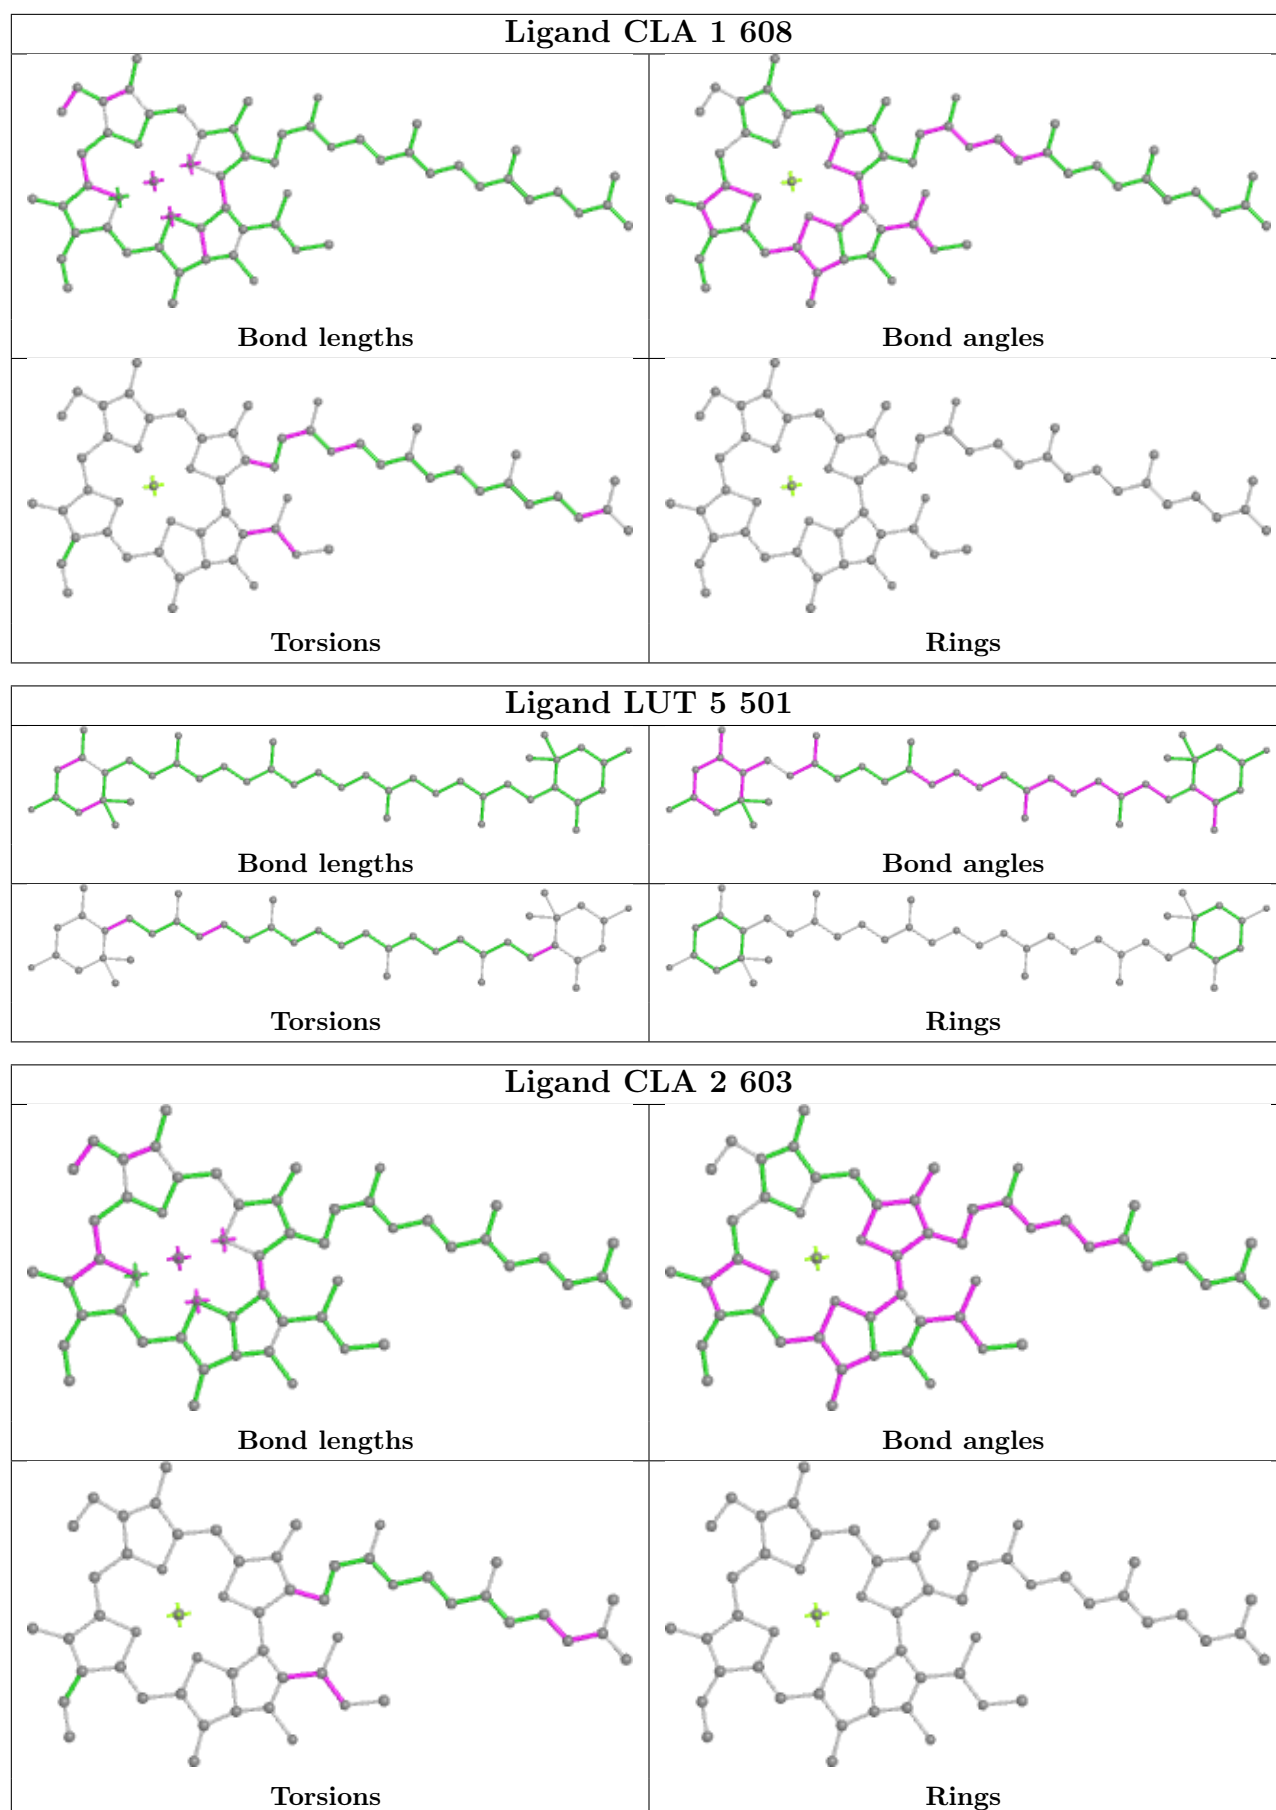 Ligand CLA 1 608
Bond lengths
Bond angles
Torsions
Rings
Ligand LUT 5 501
Bond lengths
Bond angles
Torsions
Rings
Ligand CLA 2 603
Bond lengths
Bond angles
Torsions
Rings